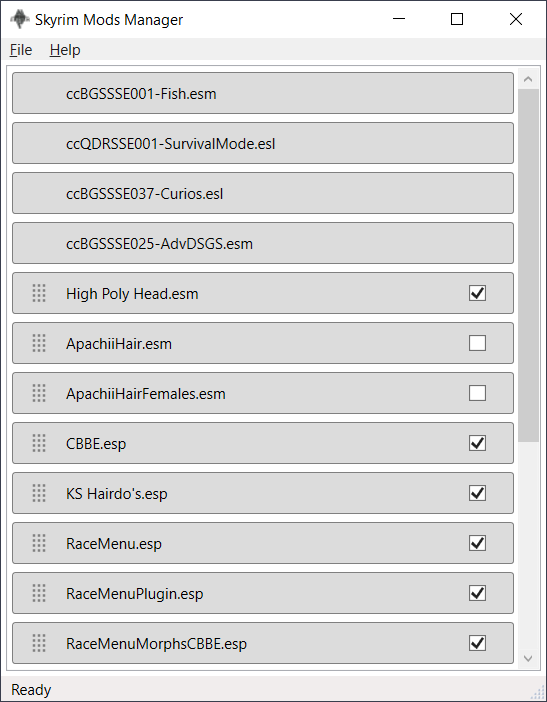 Skyrim Mods Manager
File Help
ccBGSSSE001-Fish.esm
ccQDRSSE001-SurvivalMode.esl
ccBGSSSE037-Curios.esl
ccBGSSSE025-AdvDSGS.esm
High Poly Head.esm
ApachiiHair.esm
ApachiiHairFemales.esm
CBBE.esp
KS Hairdo's.esp
RaceMenu.esp
RaceMenuPlugin.esp
RaceMenuMorphsCBBE.esp
Ready